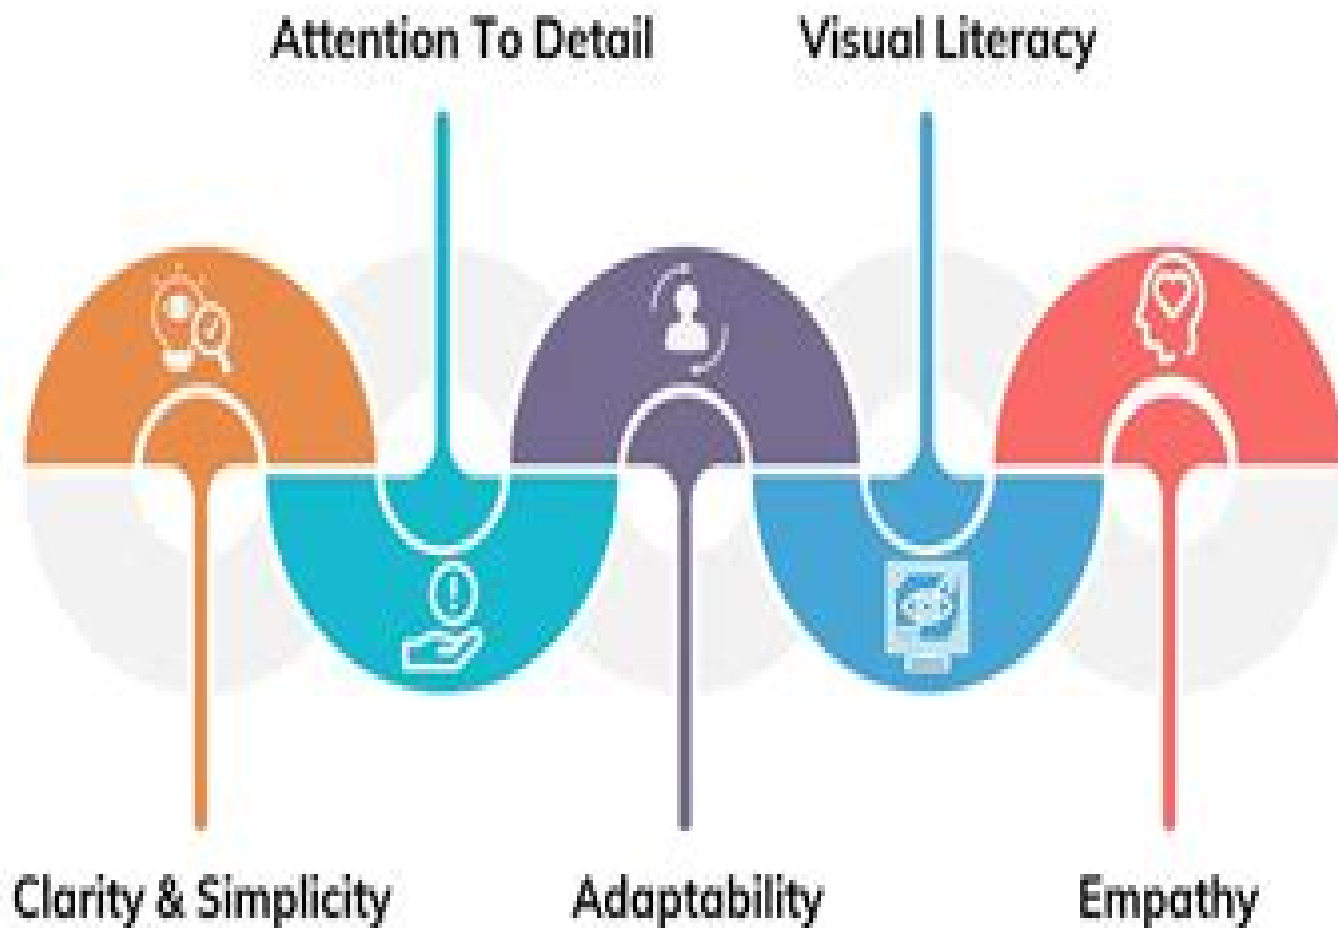 Attention To Detail
Visual Literacy
Clarity & Simplicity
Adaptability
Empathy